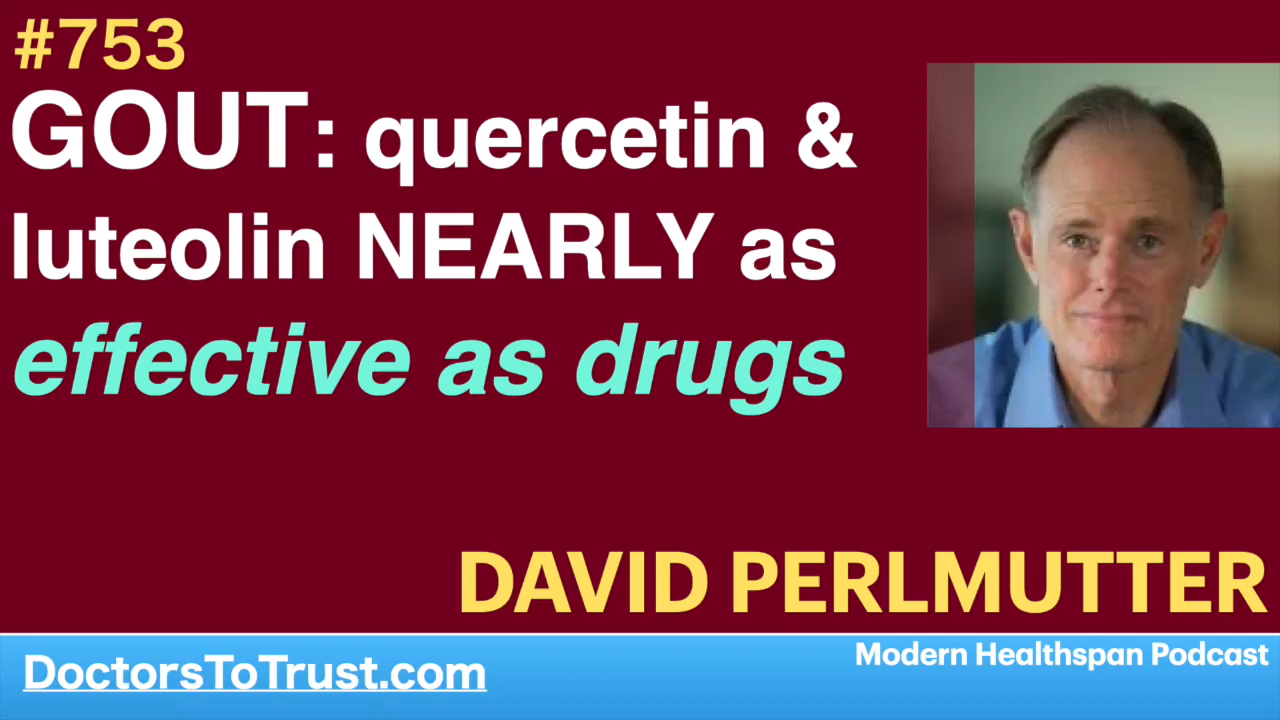 #753
GOUT: quercetin &
luteolin NEARLY as
effective as drugs
DAVID PERLMUTTER
Modern Healthspan Podcast
DoctorsToTrust.com